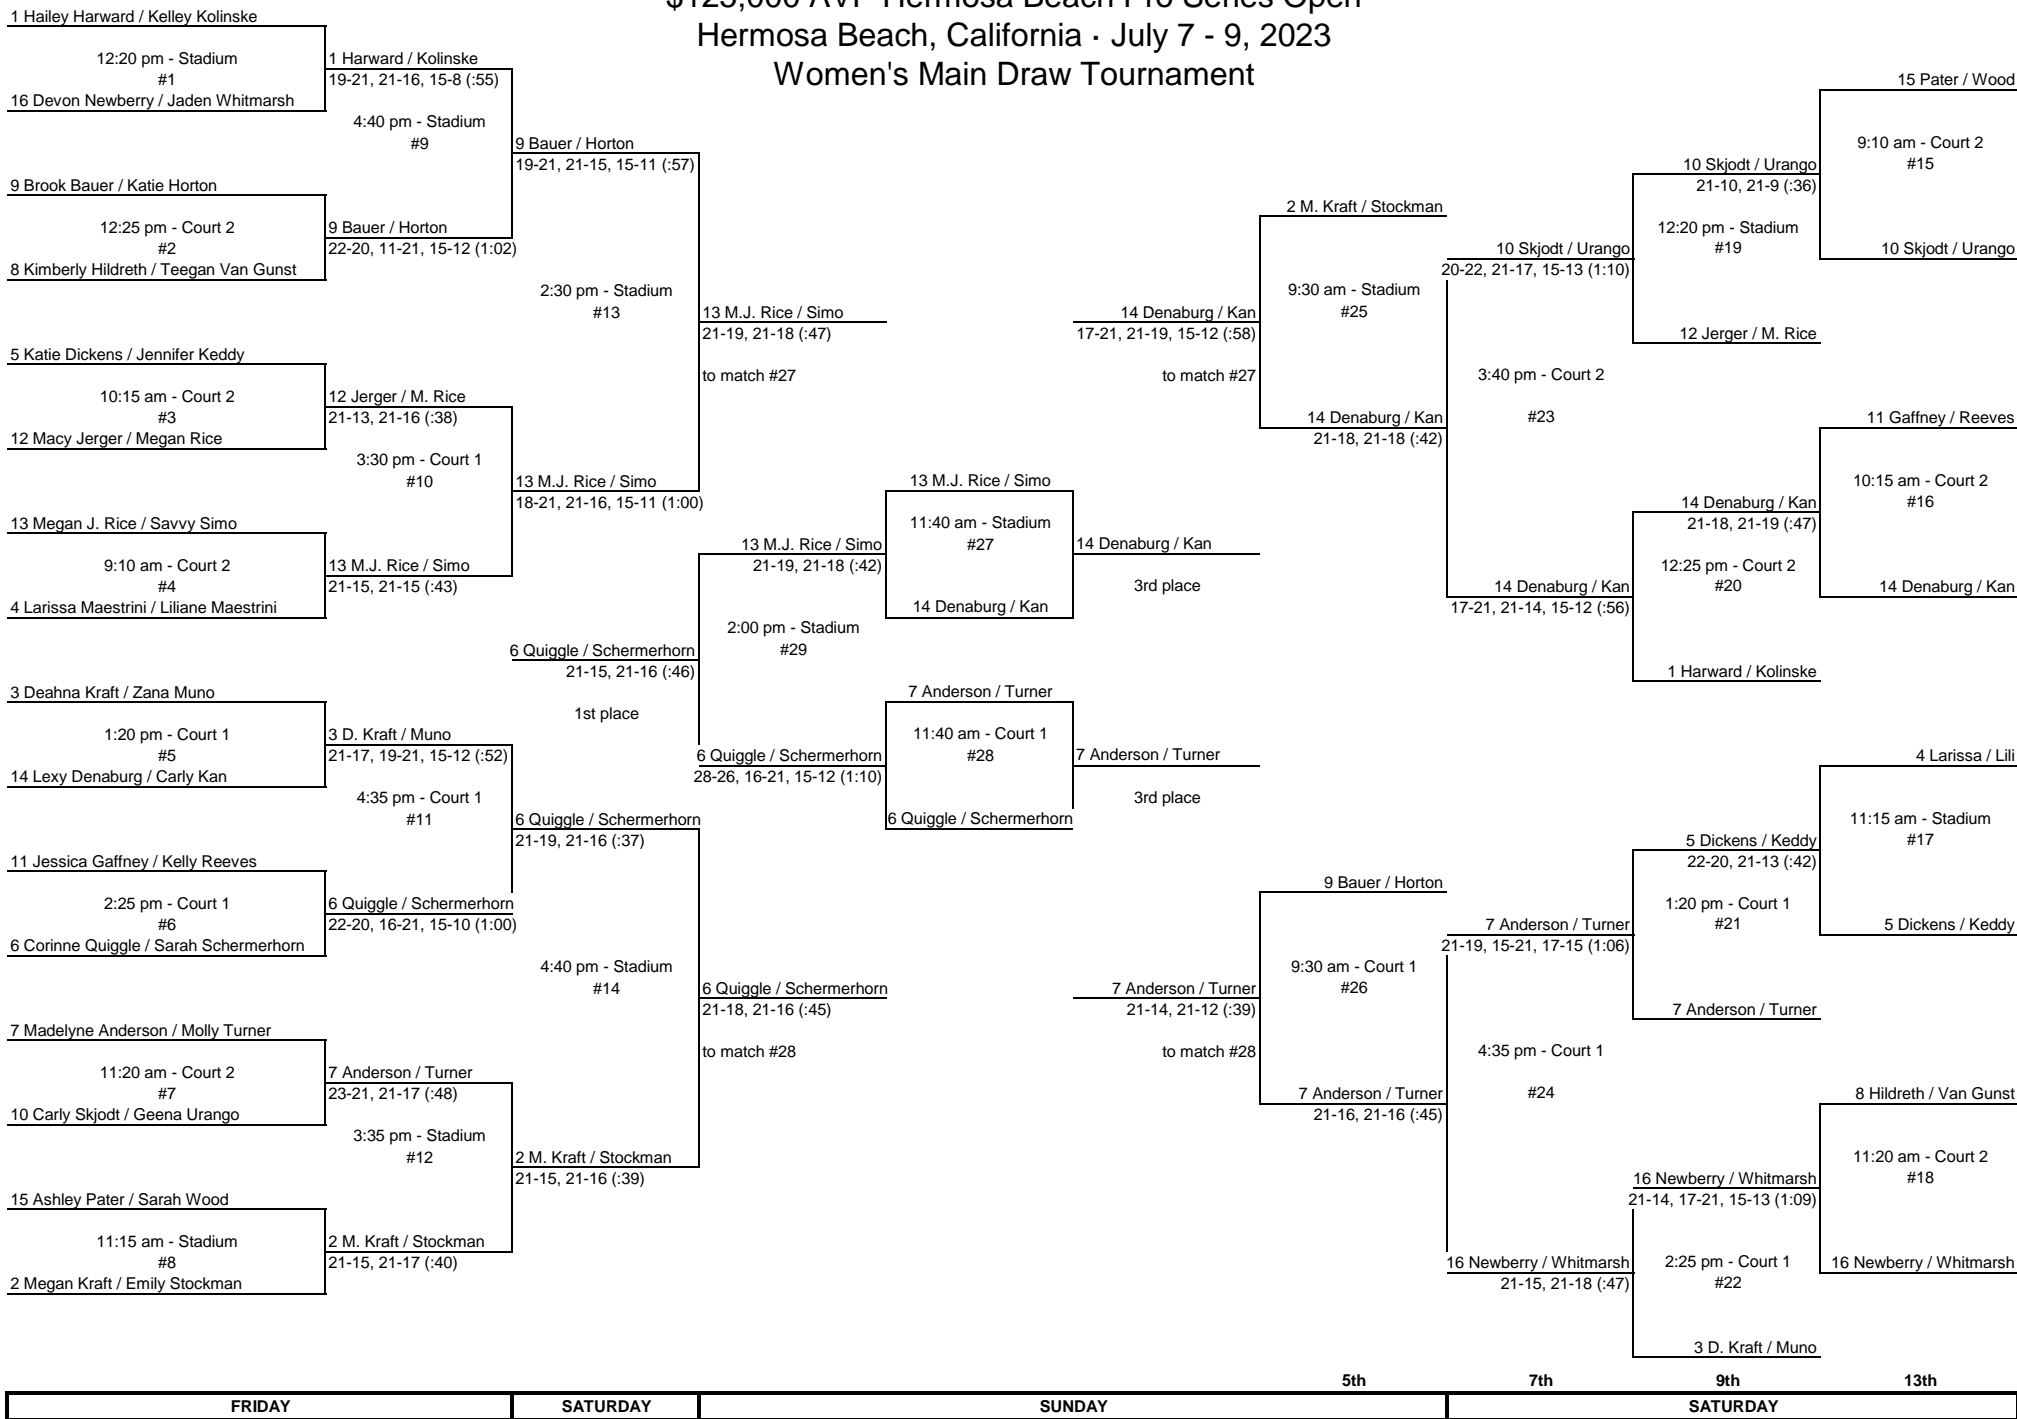 $125,000 AVP Hermosa Beach Pro Series Open
Hermosa Beach, California · July 7 - 9, 2023
Women's Main Draw Tournament
1 Hailey Harward / Kelley Kolinske
12:20 pm - Stadium
#1
16 Devon Newberry / Jaden Whitmarsh
9 Brook Bauer / Katie Horton
12:25 pm - Court 2
#2
8 Kimberly Hildreth / Teegan Van Gunst
5 Katie Dickens / Jennifer Keddy
10:15 am - Court 2
#3
12 Macy Jerger / Megan Rice
13 Megan J. Rice / Savvy Simo
9:10 am - Court 2
#4
4 Larissa Maestrini / Liliane Maestrini
3 Deahna Kraft / Zana Muno
1:20 pm - Court 1
#5
14 Lexy Denaburg / Carly Kan
11 Jessica Gaffney / Kelly Reeves
2:25 pm - Court 1
#6
6 Corinne Quiggle / Sarah Schermerhorn
7 Madelyne Anderson / Molly Turner
11:20 am - Court 2
#7
10 Carly Skjodt / Geena Urango
15 Ashley Pater / Sarah Wood
11:15 am - Stadium
#8
2 Megan Kraft / Emily Stockman
1 Harward / Kolinske
19-21, 21-16, 15-8 (:55)
4:40 pm - Stadium
#9
9 Bauer / Horton
22-20, 11-21, 15-12 (1:02)
12 Jerger / M. Rice
21-13, 21-16 (:38)
3:30 pm - Court 1
#10
13 M.J. Rice / Simo
21-15, 21-15 (:43)
3 D. Kraft / Muno
21-17, 19-21, 15-12 (:52)
4:35 pm - Court 1
#11
6 Quiggle / Schermerhorn
22-20, 16-21, 15-10 (1:00)
7 Anderson / Turner
23-21, 21-17 (:48)
3:35 pm - Stadium
#12
2 M. Kraft / Stockman
21-15, 21-17 (:40)
9 Bauer / Horton
19-21, 21-15, 15-11 (:57)
2:30 pm - Stadium
#13
13 M.J. Rice / Simo
18-21, 21-16, 15-11 (1:00)
6 Quiggle / Schermerhorn
21-15, 21-16 (:46)
1st place
6 Quiggle / Schermerhorn
21-19, 21-16 (:37)
4:40 pm - Stadium
#14
2 M. Kraft / Stockman
21-15, 21-16 (:39)
13 M.J. Rice / Simo
21-19, 21-18 (:47)
to match #27
13 M.J. Rice / Simo
21-19, 21-18 (:42)
2:00 pm - Stadium
#29
6 Quiggle / Schermerhorn
28-26, 16-21, 15-12 (1:10)
6 Quiggle / Schermerhorn
21-18, 21-16 (:45)
to match #28
13 M.J. Rice / Simo
11:40 am - Stadium
#27
14 Denaburg / Kan
7 Anderson / Turner
11:40 am - Court 1
#28
6 Quiggle / Schermerhorn
14 Denaburg / Kan
17-21, 21-19, 15-12 (:58)
to match #27
14 Denaburg / Kan
3rd place
7 Anderson / Turner
3rd place
7 Anderson / Turner
21-14, 21-12 (:39)
to match #28
2 M. Kraft / Stockman
9:30 am - Stadium
#25
14 Denaburg / Kan
21-18, 21-18 (:42)
9 Bauer / Horton
9:30 am - Court 1
#26
7 Anderson / Turner
21-16, 21-16 (:45)
10 Skjodt / Urango
20-22, 21-17, 15-13 (1:10)
3:40 pm - Court 2
#23
14 Denaburg / Kan
17-21, 21-14, 15-12 (:56)
7 Anderson / Turner
21-19, 15-21, 17-15 (1:06)
4:35 pm - Court 1
#24
16 Newberry / Whitmarsh
21-15, 21-18 (:47)
10 Skjodt / Urango
21-10, 21-9 (:36)
12:20 pm - Stadium
#19
12 Jerger / M. Rice
14 Denaburg / Kan
21-18, 21-19 (:47)
12:25 pm - Court 2
#20
1 Harward / Kolinske
5 Dickens / Keddy
22-20, 21-13 (:42)
1:20 pm - Court 1
#21
7 Anderson / Turner
16 Newberry / Whitmarsh
21-14, 17-21, 15-13 (1:09)
2:25 pm - Court 1
#22
3 D. Kraft / Muno
15 Pater / Wood
9:10 am - Court 2
#15
10 Skjodt / Urango
11 Gaffney / Reeves
10:15 am - Court 2
#16
14 Denaburg / Kan
4 Larissa / Lili
11:15 am - Stadium
#17
5 Dickens / Keddy
8 Hildreth / Van Gunst
11:20 am - Court 2
#18
16 Newberry / Whitmarsh
5th 7th 9th 13th
FRIDAY SATURDAY SUNDAY SATURDAY